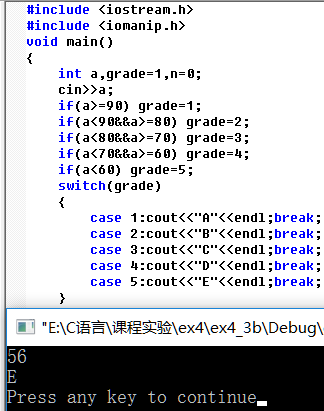 #include <iostream.h>
#include <iomanip.h>
void main()
{
    int a,grade=1,n=0;
    cin>>a;
    if(a>=90) grade=1;
    if(a<90&&a>=80) grade=2;
    if(a<80&&a>=70) grade=3;
    if(a<70&&a>=60) grade=4;
    if(a<60) grade=5;
    switch(grade)
    {
        case 1:cout<<"A"<<endl;break;
        case 2:cout<<"B"<<endl;break;
        case 3:cout<<"C"<<endl;break;
        case 4:cout<<"D"<<endl;break;
        case 5:cout<<"E"<<endl;break;
    }
"E:\C语言\课程实验\ex4\ex4_3b\Debug\
56
E
Press any key to continue